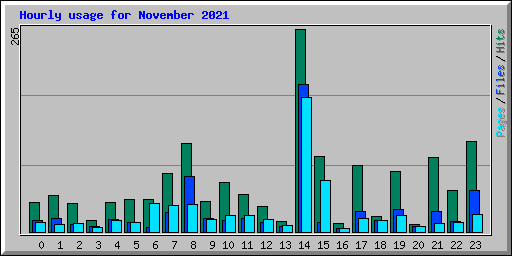 Hourly usage for November 2021
265
Pages/Files/Hits
0 1 2 3 4 5 6 7 8 9 10 11 12 13 14 15 16 17 18 19 20 21 22 23